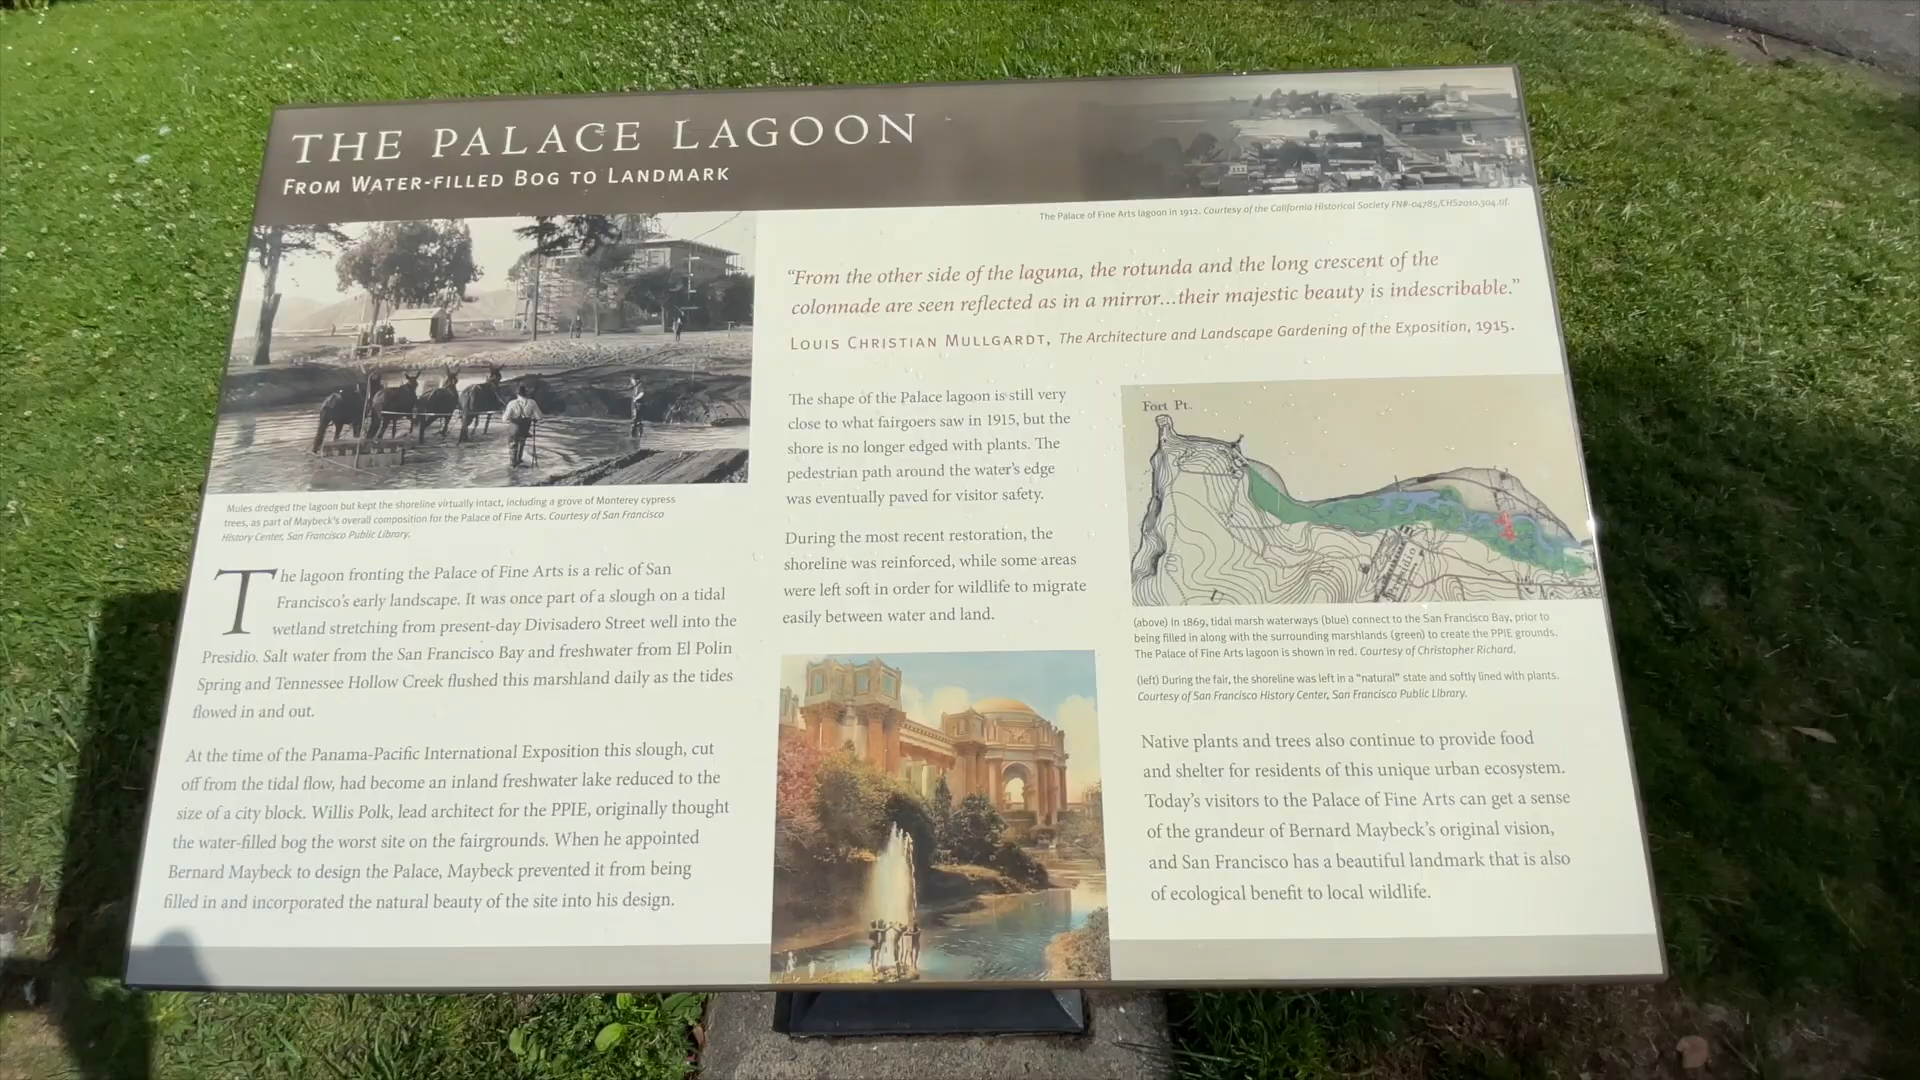 THE PALACE LAGOON
FROM WATER-FILLED BOG TO LANDMARK
The Palace of Fine Arts lagoon in 1912. Courtesy of the California Historical Society FN#-04785/CHS2010.304.tif.
“From the other side of the laguna, the rotunda and the long crescent of the
colonnade are seen reflected as in a mirror...their majestic beauty is indescribable.”
LOUIS CHRISTIAN MULLGARDT, The Architecture and Landscape Gardening of the Exposition, 1915.
Mules dredged the lagoon but kept the shoreline virtually intact, including a grove of Monterey cypress
trees, as part of Maybeck's overall composition for the Palace of Fine Arts. Courtesy of San Francisco
History Center, San Francisco Public Library.
The lagoon fronting the Palace of Fine Arts is a relic of San
Francisco's early landscape. It was once part of a slough on a tidal
wetland stretching from present-day Divisadero Street well into the
Presidio. Salt water from the San Francisco Bay and freshwater from El Polin
Spring and Tennessee Hollow Creek flushed this marshland daily as the tides
flowed in and out.
At the time of the Panama-Pacific International Exposition this slough, cut
off from the tidal flow, had become an inland freshwater lake reduced to the
size of a city block. Willis Polk, lead architect for the PPIE, originally thought
the water-filled bog the worst site on the fairgrounds. When he appointed
Bernard Maybeck to design the Palace, Maybeck prevented it from being
filled in and incorporated the natural beauty of the site into his design.
The shape of the Palace lagoon is still very
close to what fairgoers saw in 1915, but the
shore is no longer edged with plants. The
pedestrian path around the water's edge
was eventually paved for visitor safety.
During the most recent restoration, the
shoreline was reinforced, while some areas
were left soft in order for wildlife to migrate
easily between water and land.
Fort Pt.
Presidio
(above) In 1869, tidal marsh waterways (blue) connect to the San Francisco Bay, prior to
being filled in along with the surrounding marshlands (green) to create the PPIE grounds.
The Palace of Fine Arts lagoon is shown in red. Courtesy of Christopher Richard.
(left) During the fair, the shoreline was left in a "natural" state and softly lined with plants.
Courtesy of San Francisco History Center, San Francisco Public Library.
Native plants and trees also continue to provide food
and shelter for residents of this unique urban ecosystem.
Today's visitors to the Palace of Fine Arts can get a sense
of the grandeur of Bernard Maybeck's original vision,
and San Francisco has a beautiful landmark that is also
of ecological benefit to local wildlife.